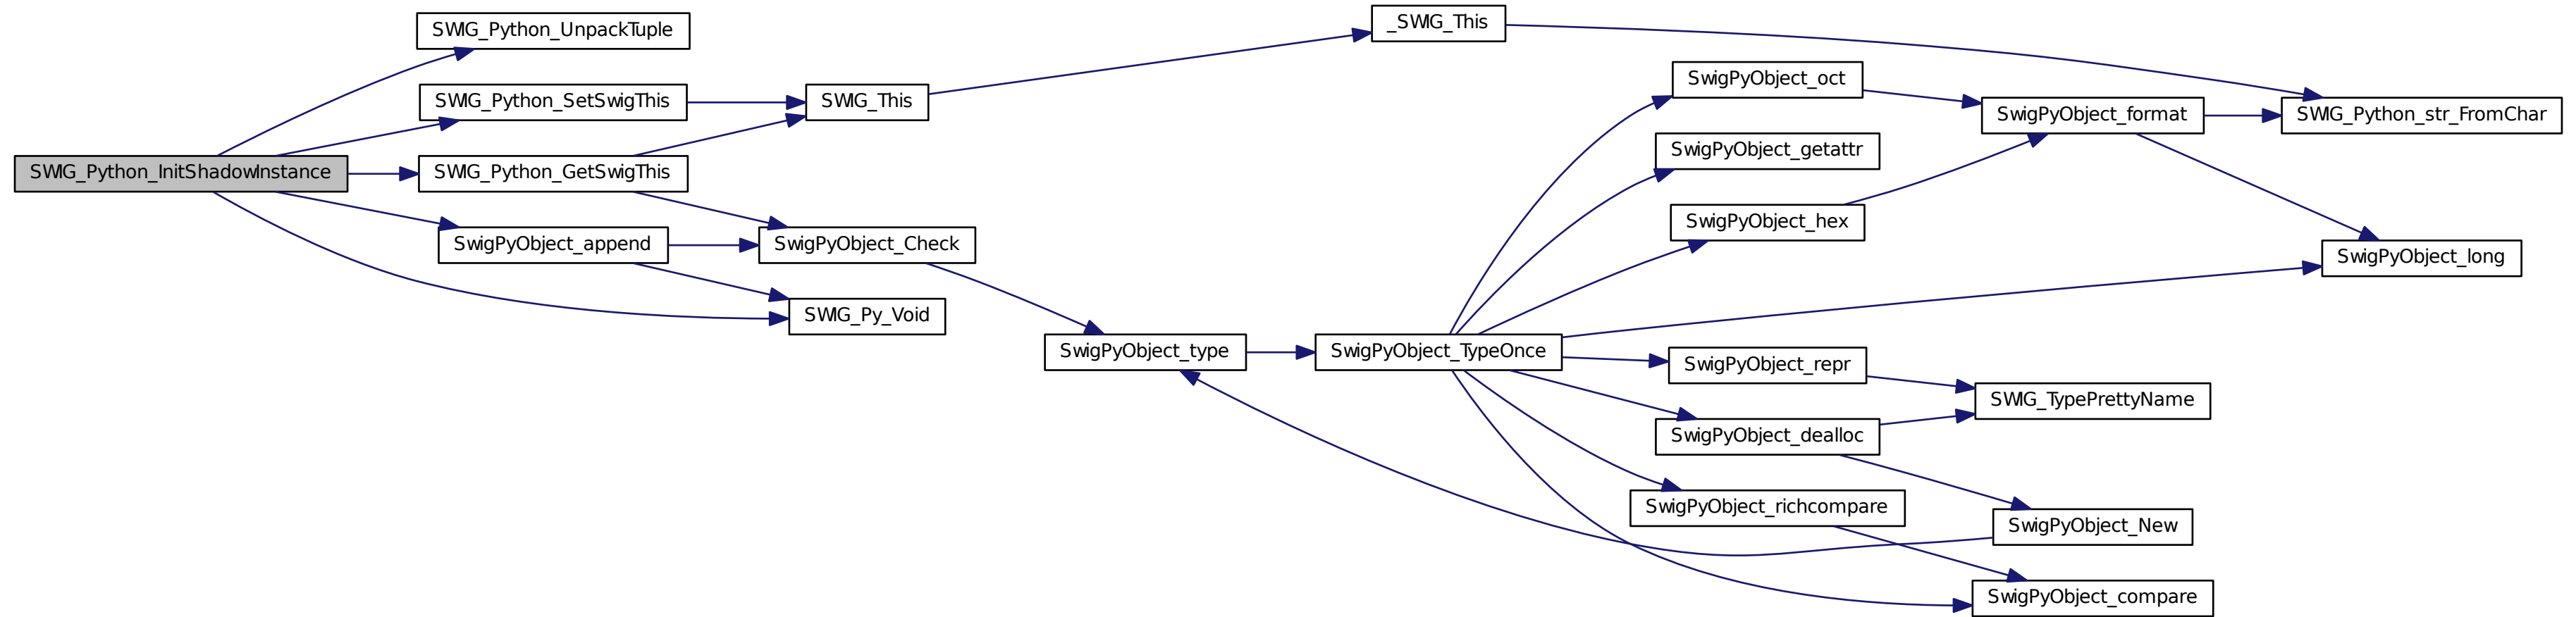 SWIG_Python_InitShadowInstance
SWIG_Python_UnpackTuple
SWIG_Python_SetSwigThis
SWIG_Python_GetSwigThis
SwigPyObject_append
SWIG_This
SwigPyObject_Check
SWIG_Py_Void
SwigPyObject_type
_SWIG_This
SwigPyObject_TypeOnce
SwigPyObject_oct
SwigPyObject_getattr
SwigPyObject_hex
SwigPyObject_repr
SwigPyObject_dealloc
SwigPyObject_richcompare
SwigPyObject_format
SWIG_TypePrettyName
SwigPyObject_New
SwigPyObject_compare
SWIG_Python_str_FromChar
SwigPyObject_long